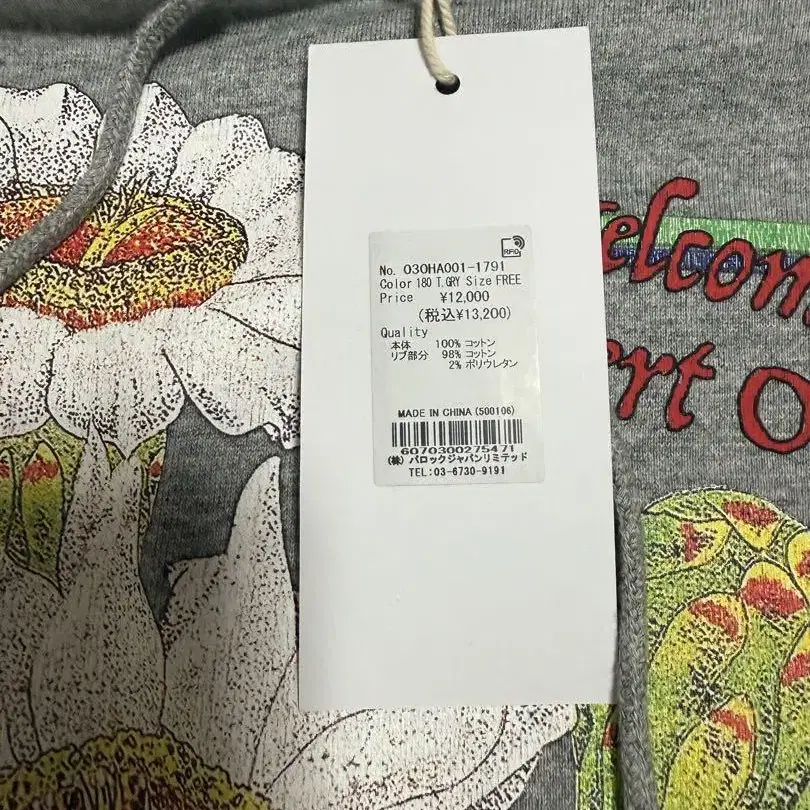 RFID
No. 030HA001-1791
Color 180 T.GRY Size FREE
Price ¥12,000
(税込¥13,200)
Quality
本体 100% コットン
リブ部分 98% コットン
2% ポリウレタン
MADE IN CHINA (500106)
6070300275471
(株) バロックジャパンリミテッド
TEL:03-6730-9191
elcom
ert O